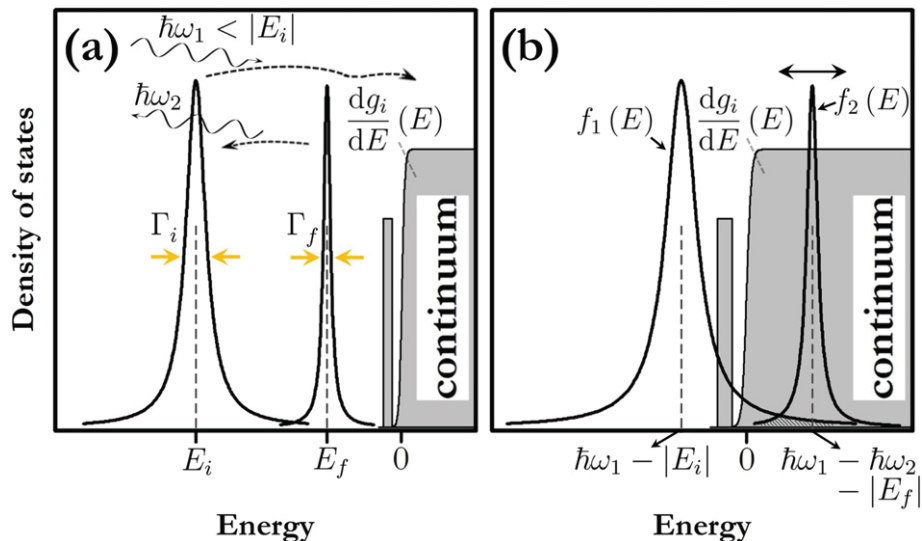 (a)
ℏω₁ < |Eᵢ|
ℏω₂
dgᵢ/dE (E)
Γᵢ
Γ_f
continuum
Eᵢ
E_f
0
Density of states
Energy
(b)
f₁ (E)
dgᵢ/dE (E)
f₂ (E)
continuum
ℏω₁ − |Eᵢ|
0
ℏω₁ − ℏω₂
− |E_f|
Energy